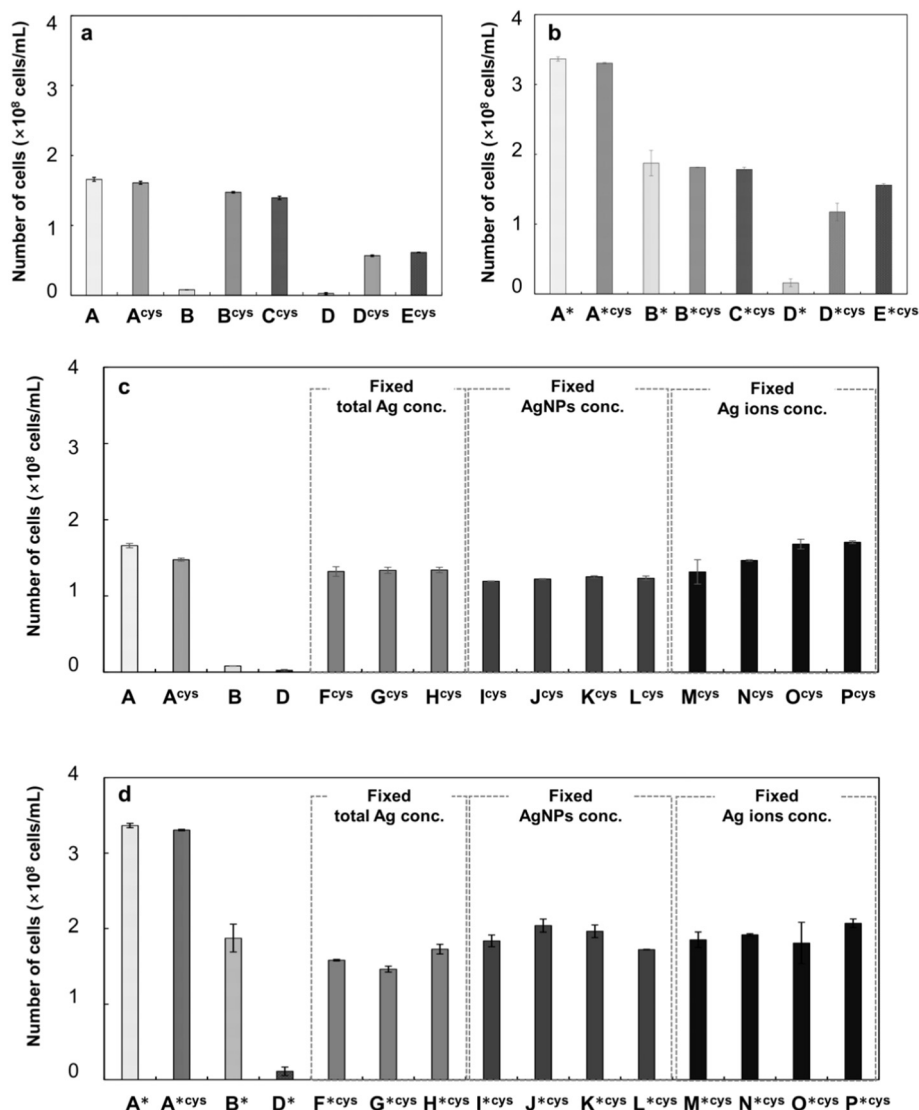 a
Number of cells (×10⁸ cells/mL)
4
3
2
1
0
A Aᶜʸˢ B Bᶜʸˢ Cᶜʸˢ D Dᶜʸˢ Eᶜʸˢ
b
Number of cells (×10⁸ cells/mL)
4
3
2
1
0
A* A*ᶜʸˢ B* B*ᶜʸˢ C*ᶜʸˢ D* D*ᶜʸˢ E*ᶜʸˢ
c
Number of cells (×10⁸ cells/mL)
4
3
2
1
0
Fixed
total Ag conc.
Fixed
AgNPs conc.
Fixed
Ag ions conc.
A Aᶜʸˢ B D Fᶜʸˢ Gᶜʸˢ Hᶜʸˢ Iᶜʸˢ Jᶜʸˢ Kᶜʸˢ Lᶜʸˢ Mᶜʸˢ Nᶜʸˢ Oᶜʸˢ Pᶜʸˢ
d
Number of cells (×10⁸ cells/mL)
4
3
2
1
0
Fixed
total Ag conc.
Fixed
AgNPs conc.
Fixed
Ag ions conc.
A* A*ᶜʸˢ B* D* F*ᶜʸˢ G*ᶜʸˢ H*ᶜʸˢ I*ᶜʸˢ J*ᶜʸˢ K*ᶜʸˢ L*ᶜʸˢ M*ᶜʸˢ N*ᶜʸˢ O*ᶜʸˢ P*ᶜʸˢ